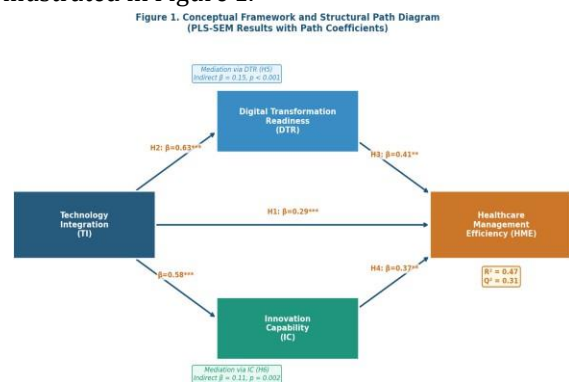 Figure 1. Conceptual Framework and Structural Path Diagram
(PLS-SEM Results with Path Coefficients)
Mediation via DTR (H5)
Indirect β = 0.15, p < 0.001
Digital Transformation
Readiness
(DTR)
H2: β=0.63***
H3: β=0.41**
Technology
Integration
(TI)
H1: β=0.29***
Healthcare
Management
Efficiency (HME)
β=0.58***
H4: β=0.37**
R² = 0.47
Q² = 0.31
Innovation
Capability
(IC)
Mediation via IC (H6)
Indirect β = 0.11, p = 0.002